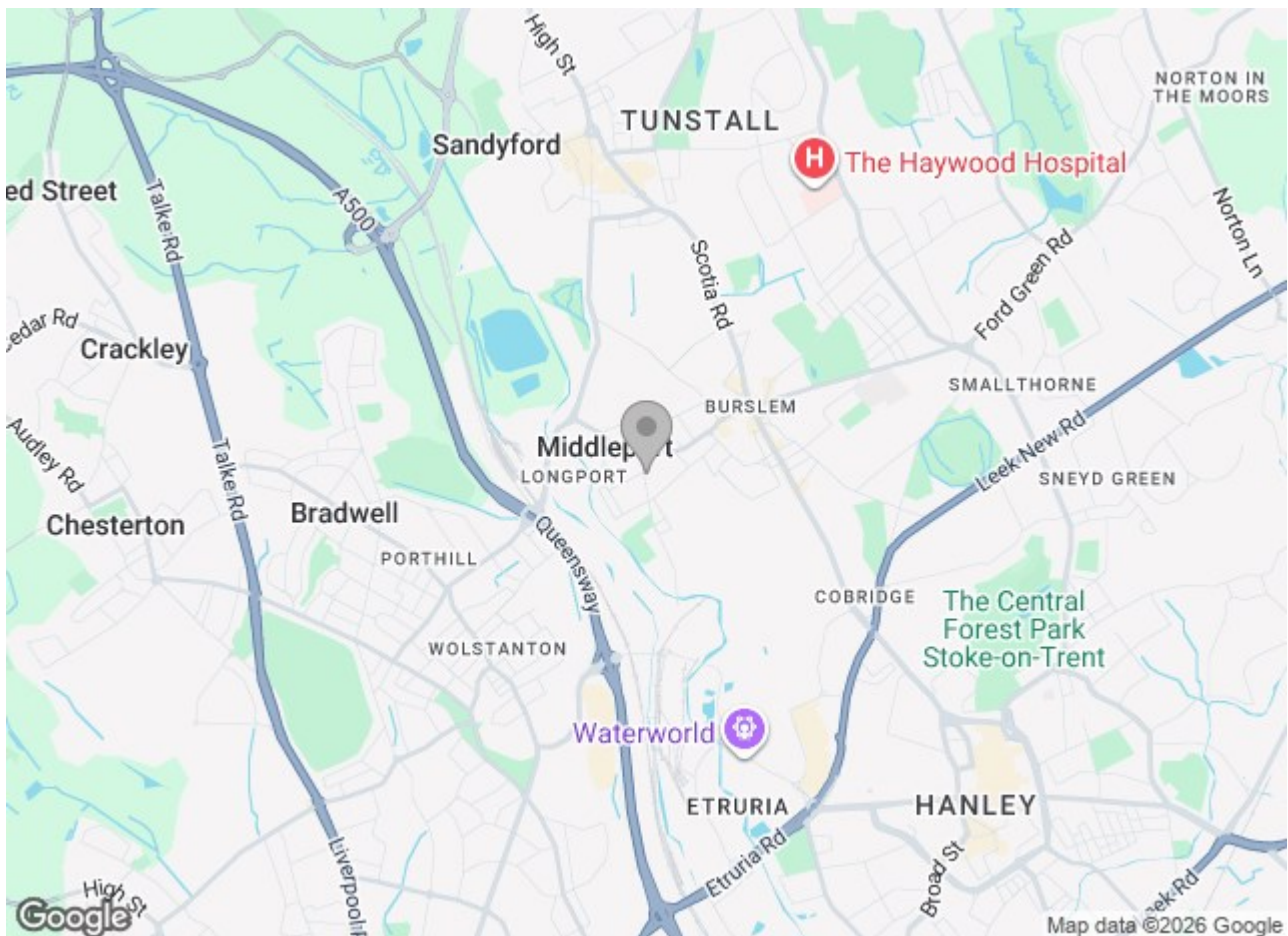 High St
NORTON IN
THE MOORS
TUNSTALL
Sandyford
H
The Haywood Hospital
ed Street
Talke Rd
A500
Norton Ln
Scotia Rd
Ford Green Rd
edar Rd
Crackley
SMALLTHORNE
BURSLEM
Audley Rd
Middleport
LONGPORT
Leek New Rd
SNEYD GREEN
Talke Rd
Bradwell
Chesterton
Queensway
PORTHILL
COBRIDGE
The Central
Forest Park
Stoke-on-Trent
WOLSTANTON
Waterworld
ETRURIA
HANLEY
Etruria Rd
Broad St
Liverpool R
High St
eek Rd
Google
Map data ©2026 Google